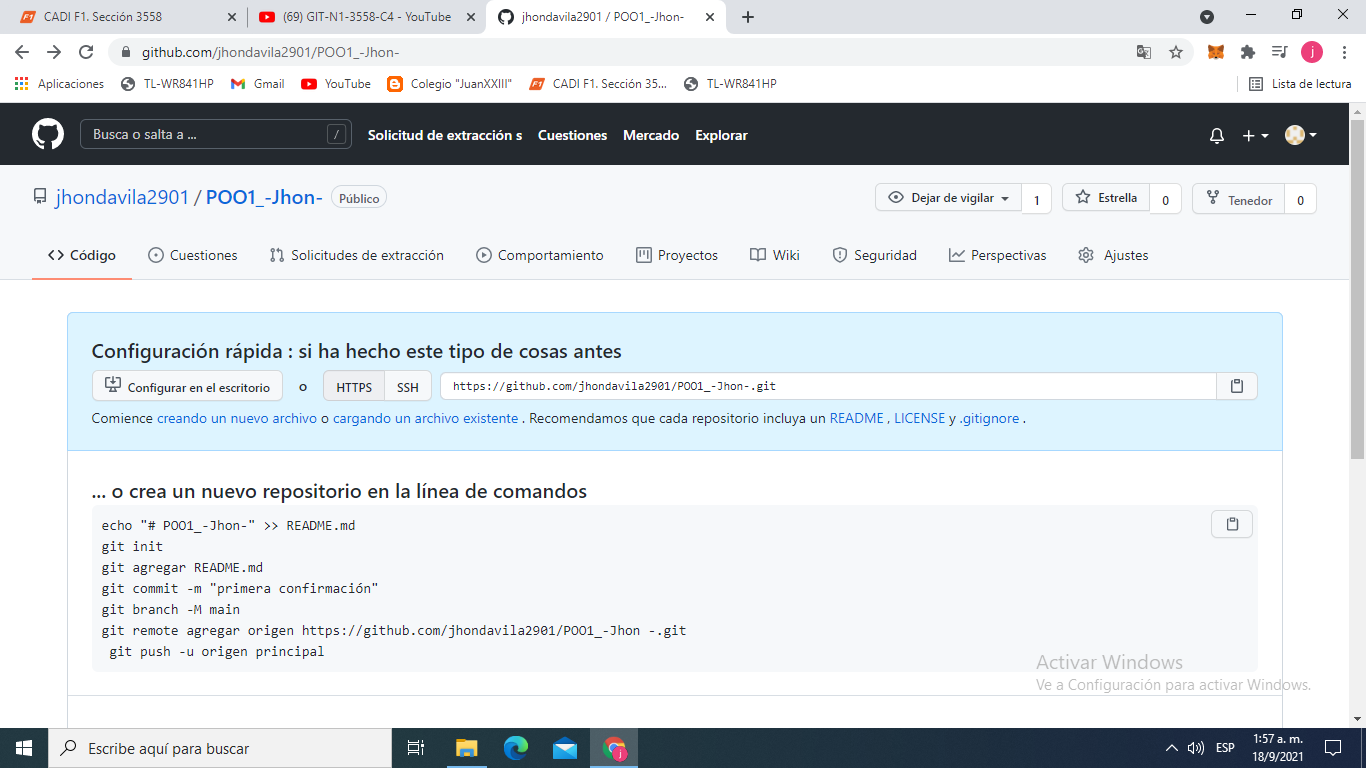 CADI F1. Sección 3558
(69) GIT-N1-3558-C4 - YouTube
jhondavila2901 / POO1_-Jhon-
github.com/jhondavila2901/POO1_-Jhon-
j
Aplicaciones
TL-WR841HP
Gmail
YouTube
Colegio "JuanXXIII"
CADI F1. Sección 35...
TL-WR841HP
Lista de lectura
Busca o salta a ...
/
Solicitud de extracción s
Cuestiones
Mercado
Explorar
jhondavila2901 / POO1_-Jhon-
Público
Dejar de vigilar
1
Estrella
0
Tenedor
0
Código
Cuestiones
Solicitudes de extracción
Comportamiento
Proyectos
Wiki
Seguridad
Perspectivas
Ajustes
Configuración rápida : si ha hecho este tipo de cosas antes
Configurar en el escritorio
o
HTTPS
SSH
https://github.com/jhondavila2901/POO1_-Jhon-.git
Comience creando un nuevo archivo o cargando un archivo existente . Recomendamos que cada repositorio incluya un README , LICENSE y .gitignore .
... o crea un nuevo repositorio en la línea de comandos
echo "# POO1_-Jhon-" >> README.md
git init
git agregar README.md
git commit -m "primera confirmación"
git branch -M main
git remote agregar origen https://github.com/jhondavila2901/POO1_-Jhon -.git
git push -u origen principal
Activar Windows
Ve a Configuración para activar Windows.
Escribe aquí para buscar
j
ESP
1:57 a. m.
18/9/2021